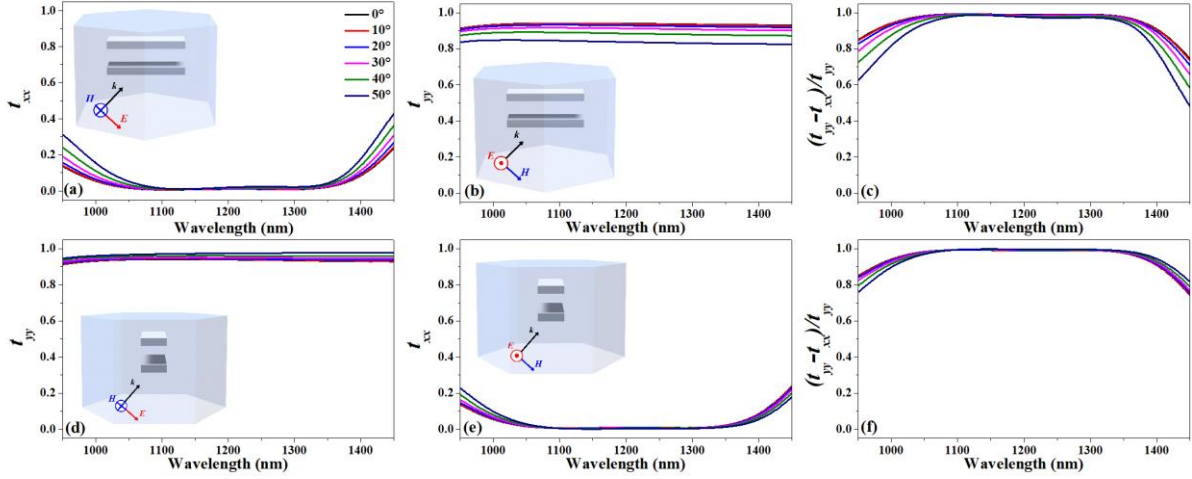 1.0
0.8
0.6
0.4
0.2
0.0
t_xx
0°
10°
20°
30°
40°
50°
k
H
E
(a)
1000 1100 1200 1300 1400
Wavelength (nm)
1.0
0.8
0.6
0.4
0.2
0.0
t_yy
k
E
H
(b)
1000 1100 1200 1300 1400
Wavelength (nm)
1.0
0.8
0.6
0.4
0.2
0.0
(t_yy-t_xx)/t_yy
(c)
1000 1100 1200 1300 1400
Wavelength (nm)
1.0
0.8
0.6
0.4
0.2
0.0
t_yy
k
H
E
(d)
1000 1100 1200 1300 1400
Wavelength (nm)
1.0
0.8
0.6
0.4
0.2
0.0
t_xx
k
E
H
(e)
1000 1100 1200 1300 1400
Wavelength (nm)
1.0
0.8
0.6
0.4
0.2
0.0
(t_yy-t_xx)/t_yy
(f)
1000 1100 1200 1300 1400
Wavelength (nm)